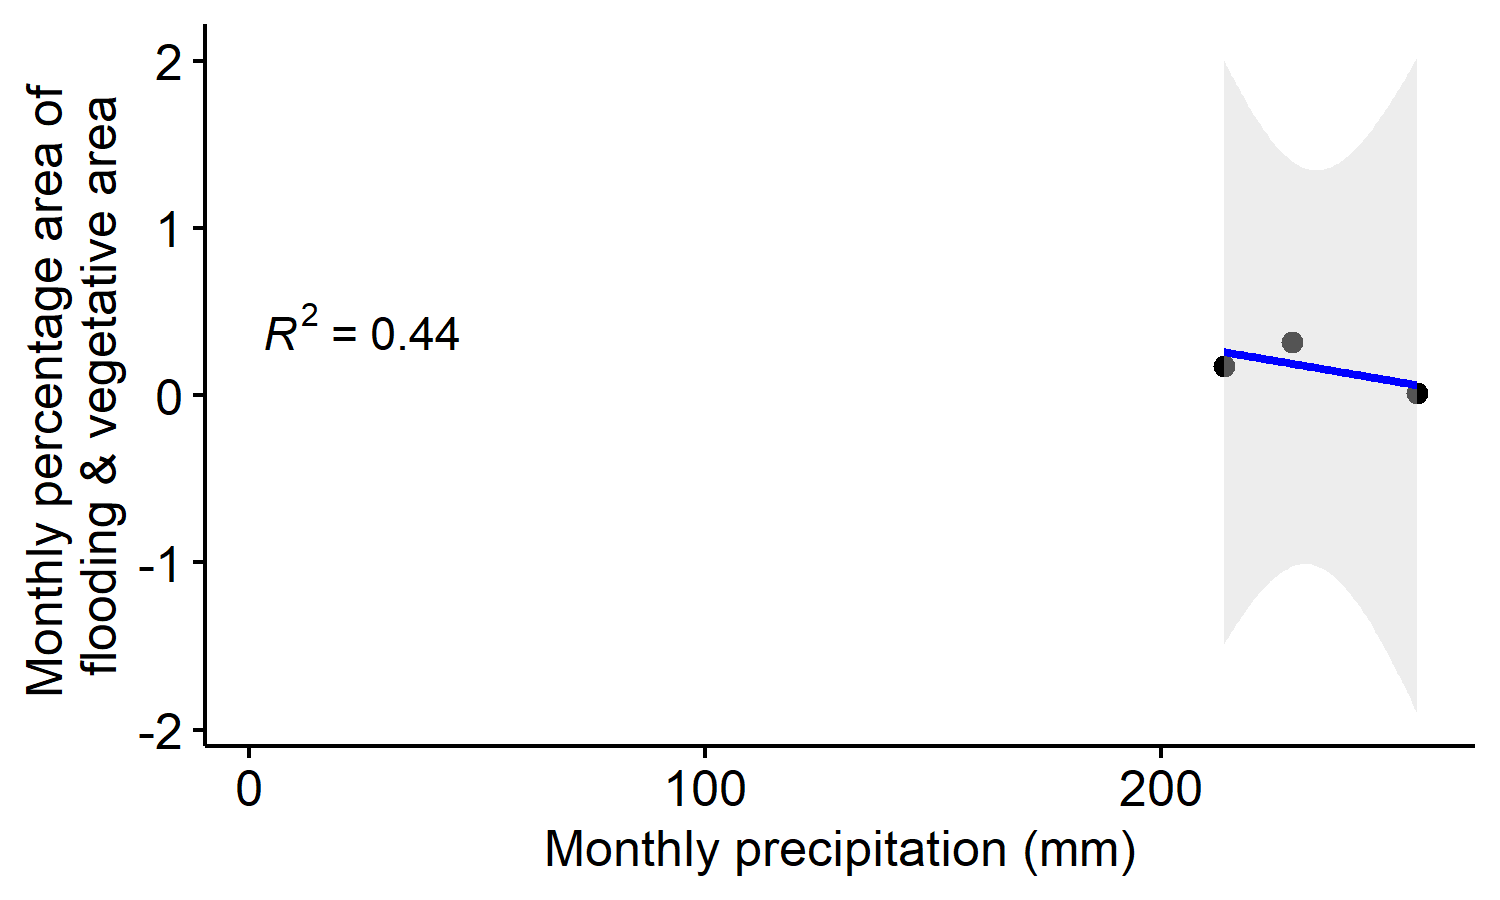 Monthly percentage area of
flooding & vegetative area
2
1
0
-1
-2
R² = 0.44
0
100
200
Monthly precipitation (mm)